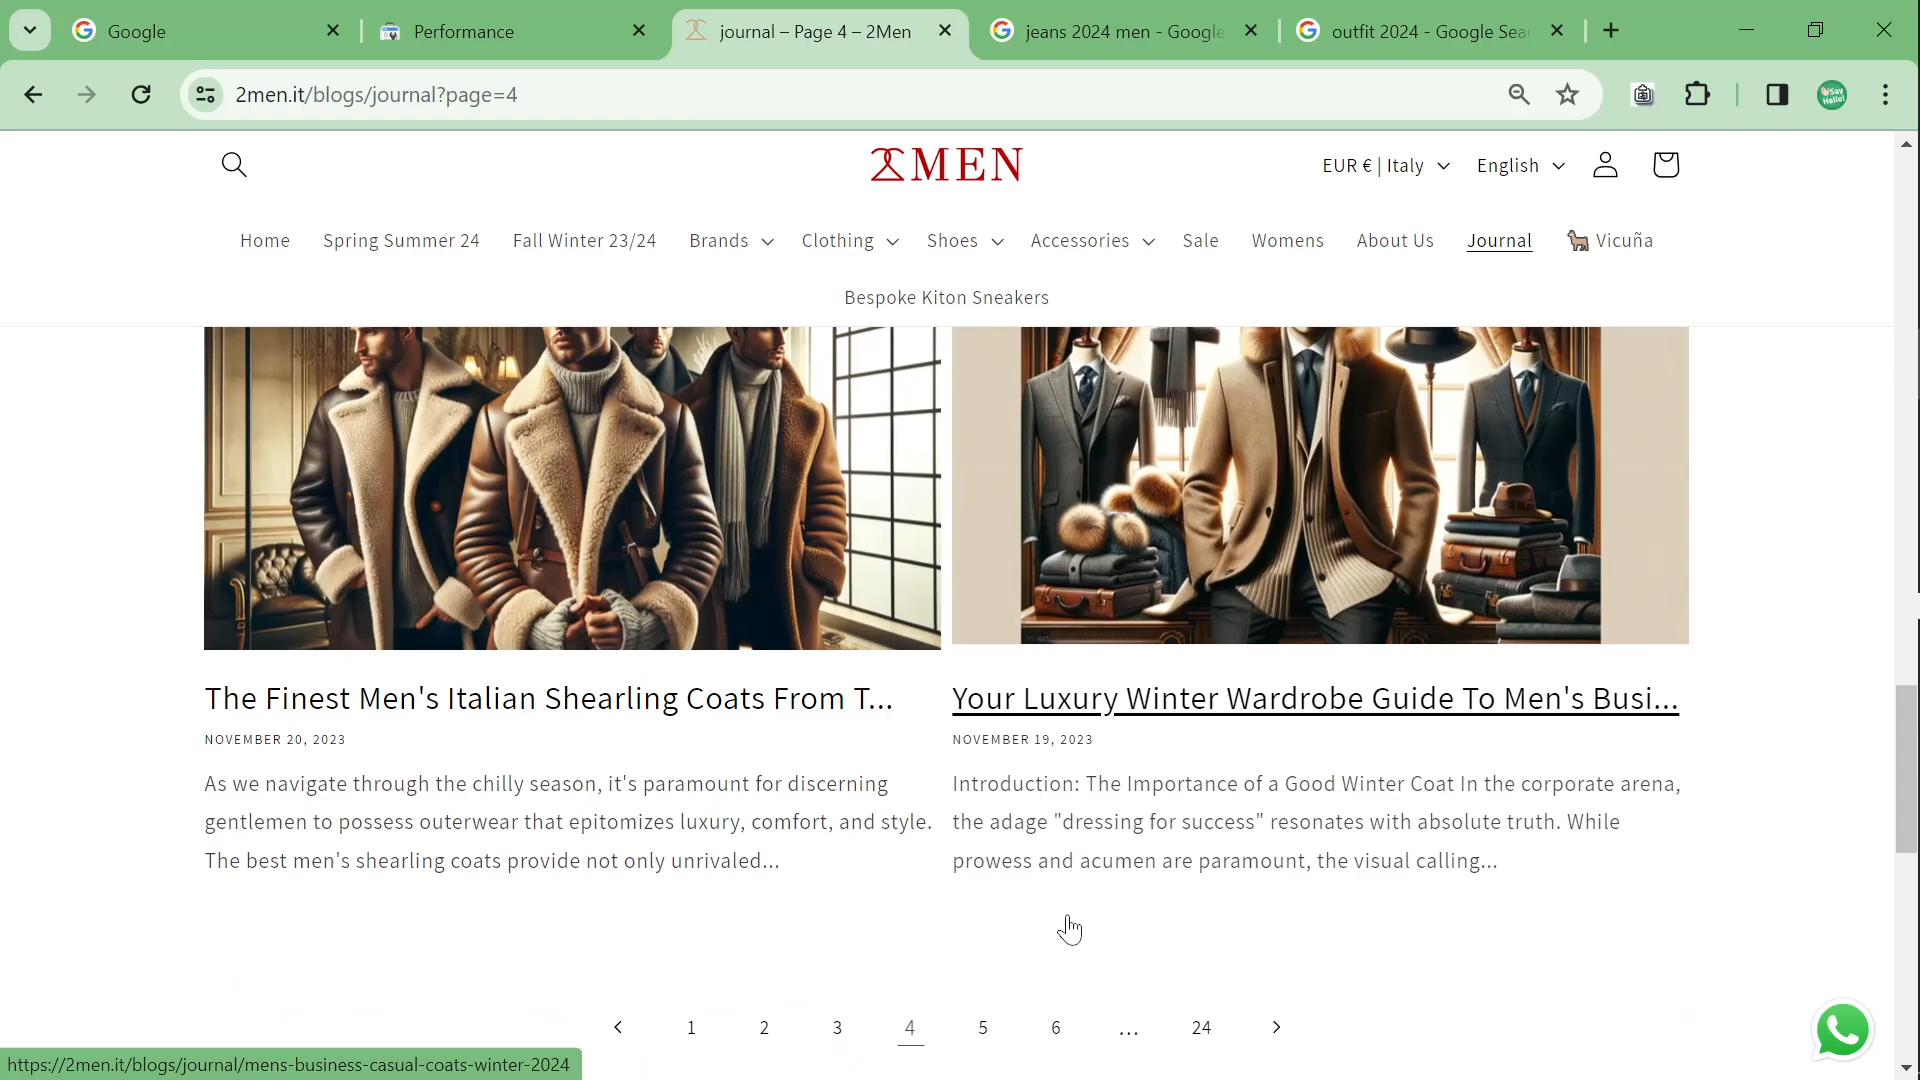 Google
Performance
journal – Page 4 – 2Men
jeans 2024 men - Google
outfit 2024 - Google Sea
2men.it/blogs/journal?page=4
Say Hello!
2MEN
EUR € | Italy
English
Home
Spring Summer 24
Fall Winter 23/24
Brands
Clothing
Shoes
Accessories
Sale
Womens
About Us
Journal
Vicuña
Bespoke Kiton Sneakers
The Finest Men's Italian Shearling Coats From T...
NOVEMBER 20, 2023
As we navigate through the chilly season, it's paramount for discerning
gentlemen to possess outerwear that epitomizes luxury, comfort, and style.
The best men's shearling coats provide not only unrivaled...
Your Luxury Winter Wardrobe Guide To Men's Busi...
NOVEMBER 19, 2023
Introduction: The Importance of a Good Winter Coat In the corporate arena,
the adage "dressing for success" resonates with absolute truth. While
prowess and acumen are paramount, the visual calling...
1 2 3 4 5 6 ... 24
https://2men.it/blogs/journal/mens-business-casual-coats-winter-2024